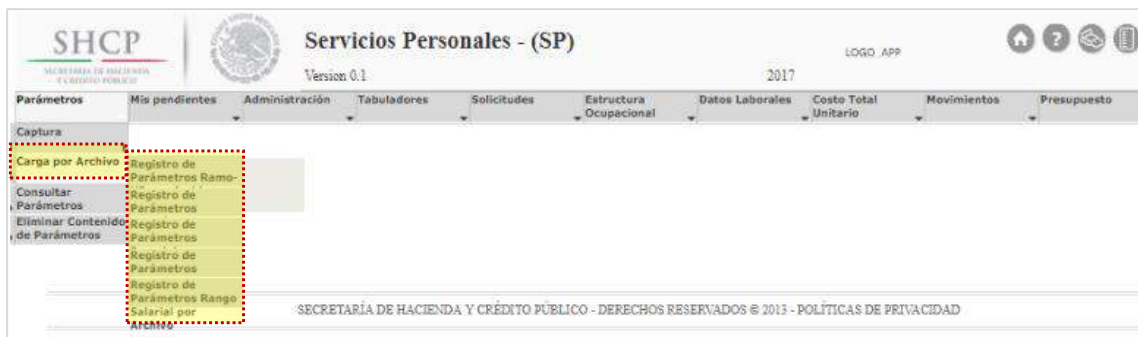 SHCP
SECRETARÍA DE HACIENDA
Y CRÉDITO PÚBLICO
Servicios Personales - (SP)
Version 0.1
2017
LOGO_APP
Parámetros
Mis pendientes
Administración
Tabuladores
Solicitudes
Estructura
Ocupacional
Datos Laborales
Costo Total
Unitario
Movimientos
Presupuesto
Captura
Carga por Archivo
Consultar
Parámetros
Eliminar Contenido
de Parámetros
Registro de
Parámetros Ramo-
Registro de
Parámetros
Registro de
Parámetros
Registro de
Parámetros
Registro de
Parámetros Rango
Salarial por
Archivo
SECRETARÍA DE HACIENDA Y CRÉDITO PÚBLICO - DERECHOS RESERVADOS © 2013 - POLÍTICAS DE PRIVACIDAD